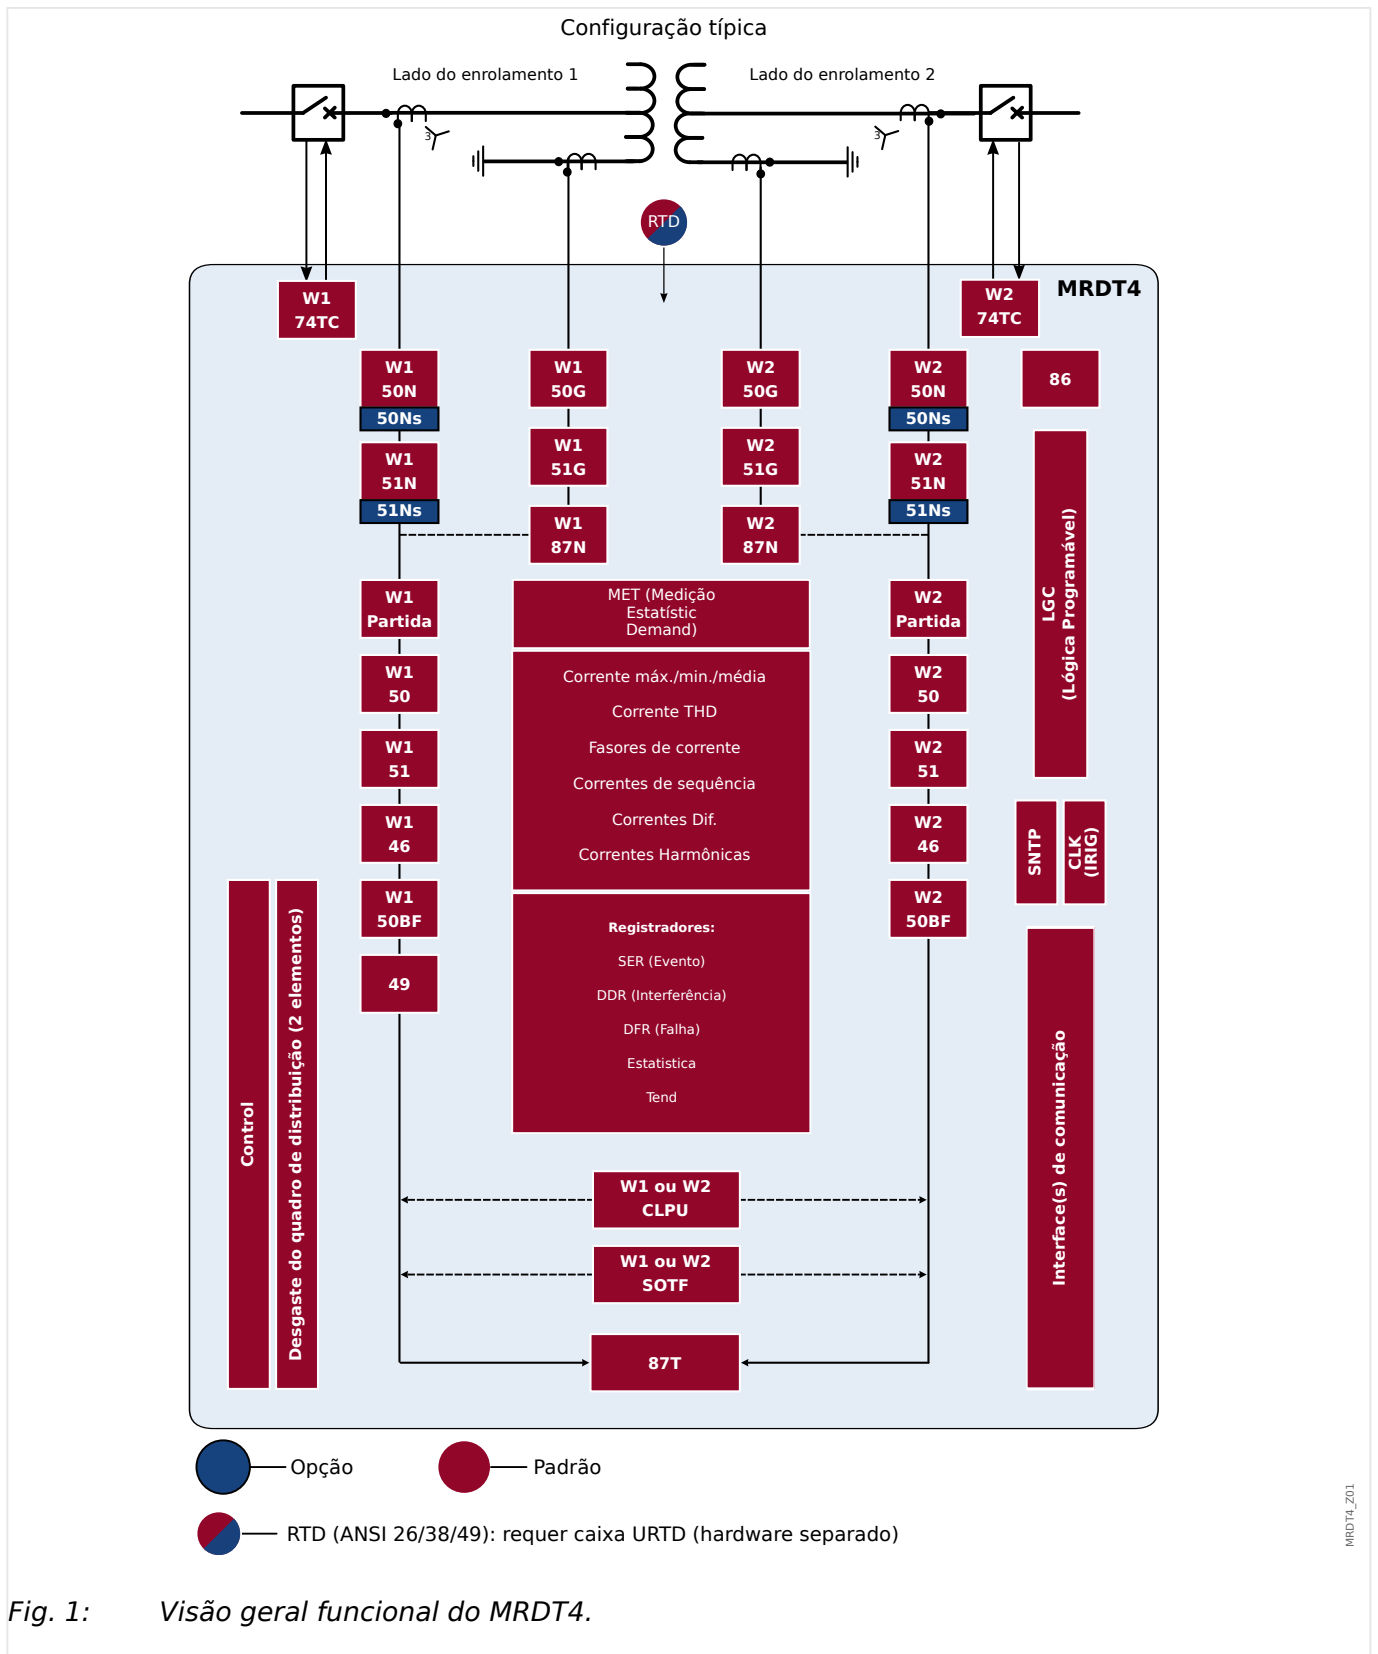 Configuração típica
Lado do enrolamento 1
Lado do enrolamento 2
3
3
RTD
MRDT4
W1
74TC
W2
74TC
W1
50N
50Ns
W1
50G
W2
50G
W2
50N
50Ns
86
W1
51N
51Ns
W1
51G
W2
51G
W2
51N
51Ns
W1
87N
W2
87N
LGC
(Lógica Programável)
W1
Partida
MET (Medição
Estatístic
Demand)
W2
Partida
W1
50
Corrente máx./min./média
Corrente THD
Fasores de corrente
Correntes de sequência
Correntes Dif.
Correntes Harmônicas
W2
50
W1
51
W2
51
W1
46
W2
46
SNTP
CLK
(IRIG)
W1
50BF
W2
50BF
49
Registradores:
SER (Evento)
DDR (Interferência)
DFR (Falha)
Estatistica
Tend
Control
Desgaste do quadro de distribuição (2 elementos)
Interface(s) de comunicação
W1 ou W2
CLPU
W1 ou W2
SOTF
87T
Opção
Padrão
RTD (ANSI 26/38/49): requer caixa URTD (hardware separado)
MRDT4_Z01
Fig. 1: Visão geral funcional do MRDT4.